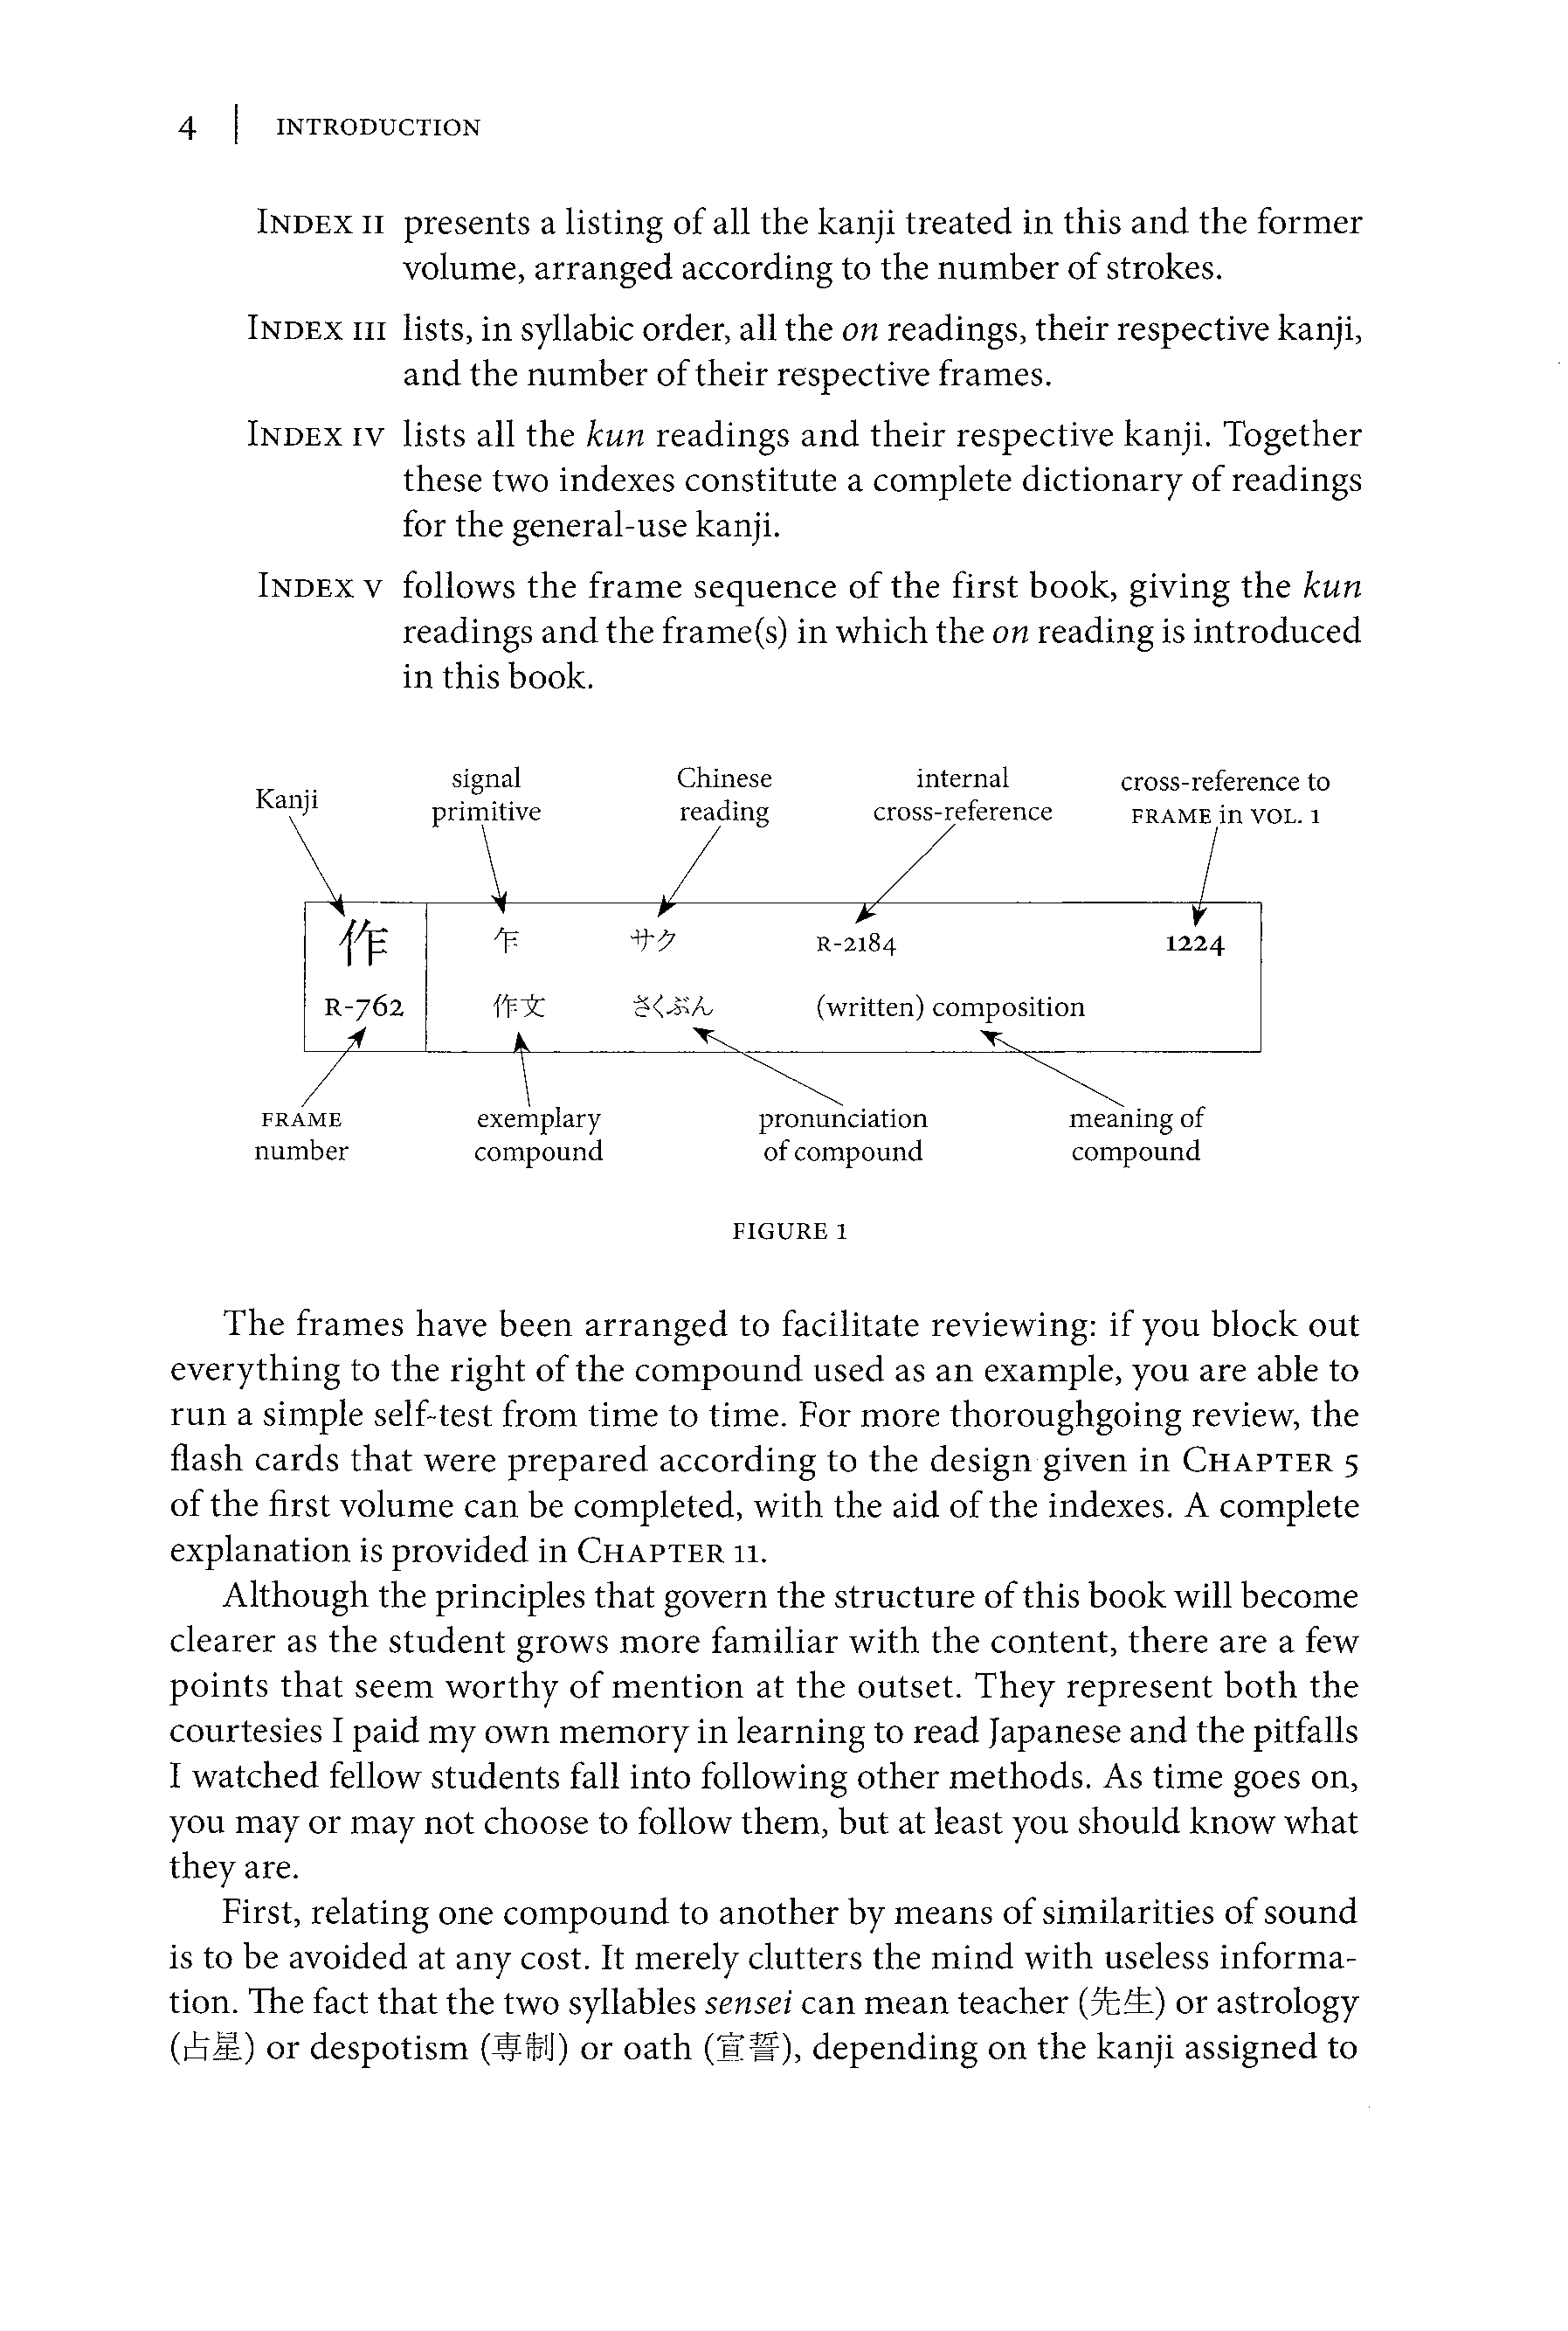 4 | INTRODUCTION
INDEX II presents a listing of all the kanji treated in this and the former
volume, arranged according to the number of strokes.
INDEX III lists, in syllabic order, all the on readings, their respective kanji,
and the number of their respective frames.
INDEX IV lists all the kun readings and their respective kanji. Together
these two indexes constitute a complete dictionary of readings
for the general-use kanji.
INDEX V follows the frame sequence of the first book, giving the kun
readings and the frame(s) in which the on reading is introduced
in this book.
Kanji
signal
primitive
Chinese
reading
internal
cross-reference
cross-reference to
FRAME in VOL. 1
作 乍 サク R-2184 1224
R-762 作文 さくぶん (written) composition
FRAME
number
exemplary
compound
pronunciation
of compound
meaning of
compound
FIGURE 1
The frames have been arranged to facilitate reviewing: if you block out
everything to the right of the compound used as an example, you are able to
run a simple self-test from time to time. For more thoroughgoing review, the
flash cards that were prepared according to the design given in CHAPTER 5
of the first volume can be completed, with the aid of the indexes. A complete
explanation is provided in CHAPTER 11.
Although the principles that govern the structure of this book will become
clearer as the student grows more familiar with the content, there are a few
points that seem worthy of mention at the outset. They represent both the
courtesies I paid my own memory in learning to read Japanese and the pitfalls
I watched fellow students fall into following other methods. As time goes on,
you may or may not choose to follow them, but at least you should know what
they are.
First, relating one compound to another by means of similarities of sound
is to be avoided at any cost. It merely clutters the mind with useless informa-
tion. The fact that the two syllables sensei can mean teacher (先生) or astrology
(占星) or despotism (専制) or oath (宣誓), depending on the kanji assigned to